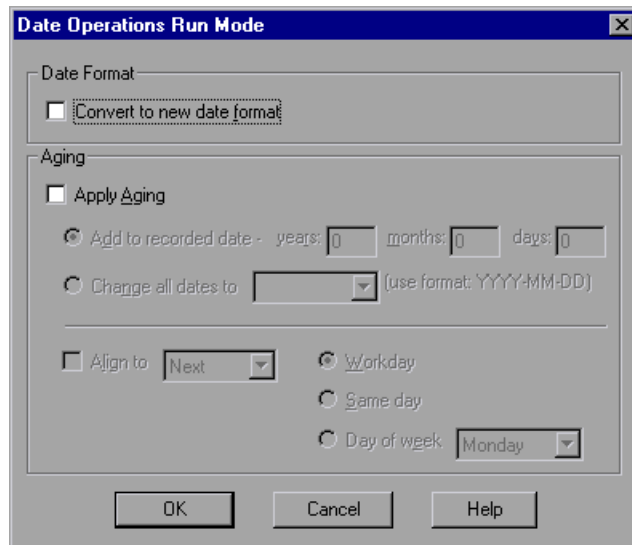 Date Operations Run Mode
Date Format
Convert to new date format
Aging
Apply Aging
Add to recorded date - years: 0 months: 0 days: 0
Change all dates to (use format: YYYY-MM-DD)
Align to Next Workday
Same day
Day of week Monday
OK Cancel Help